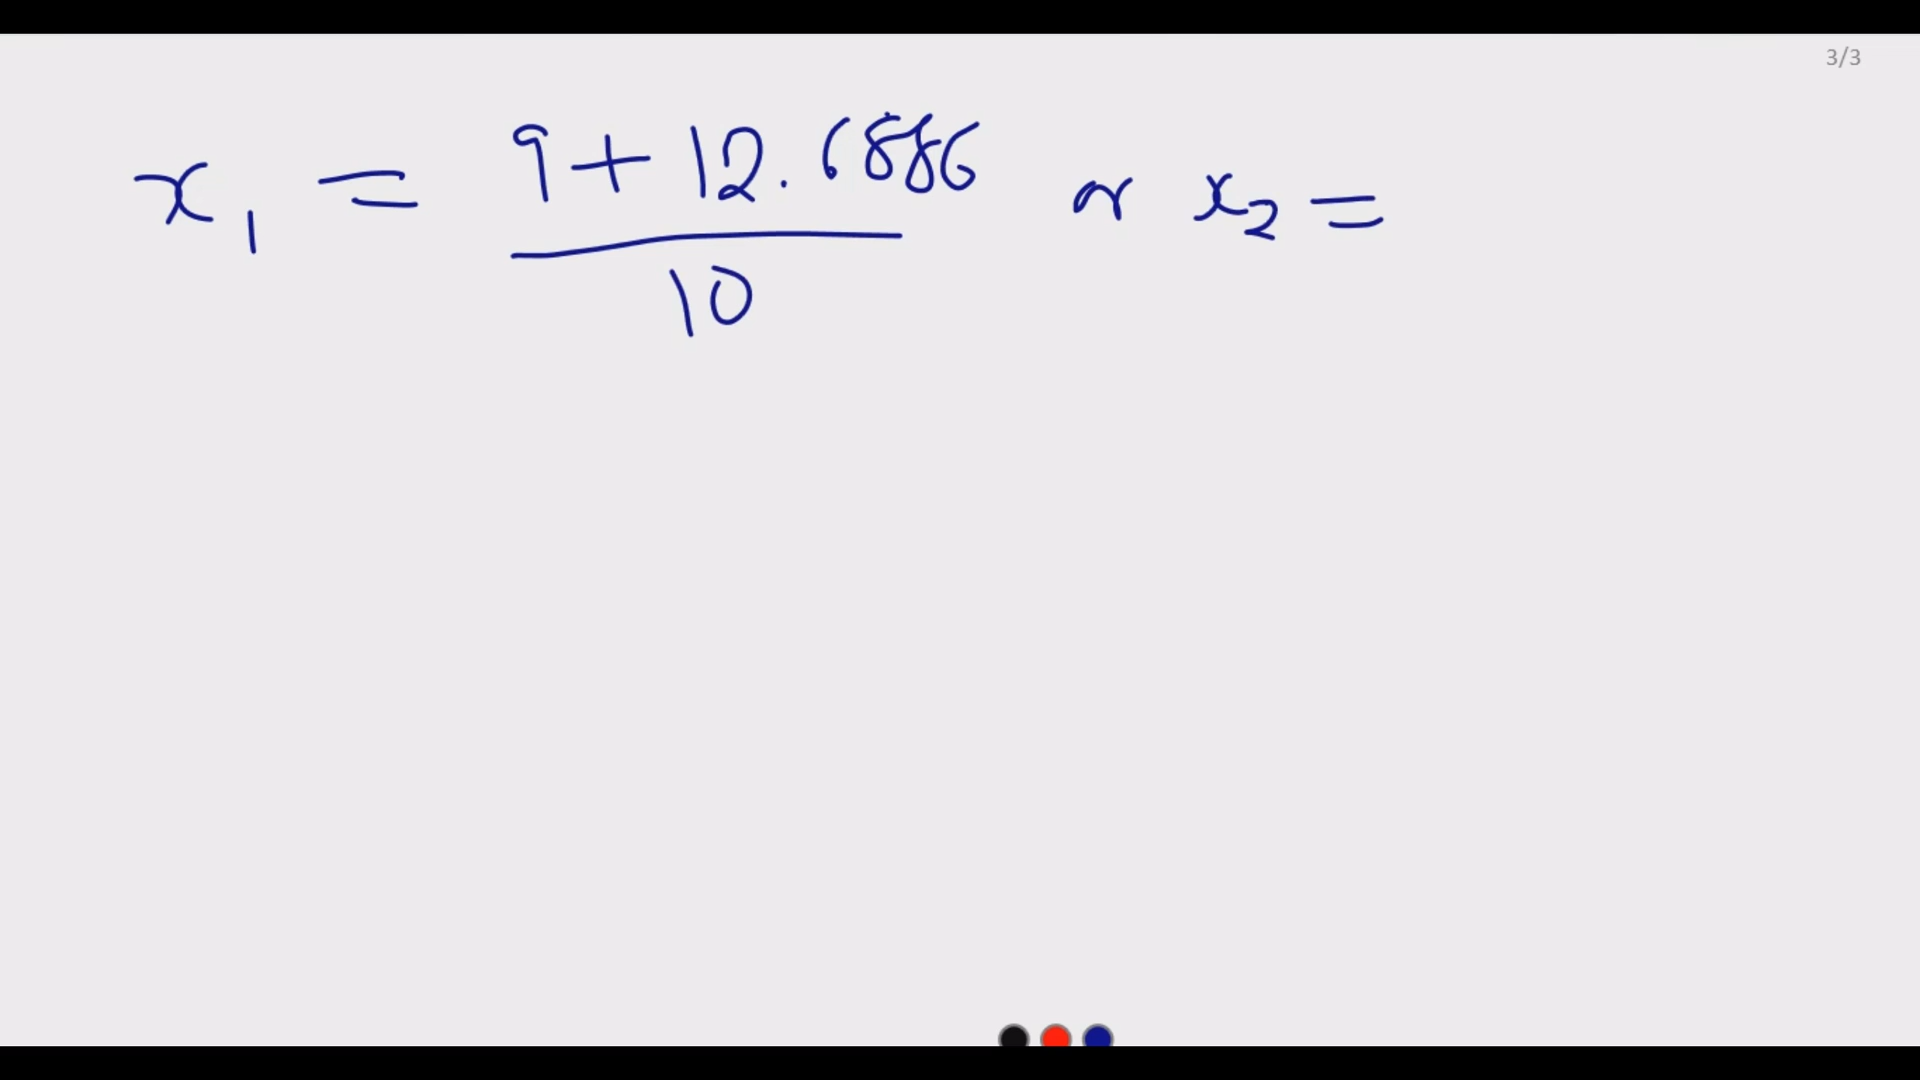 3/3
x₁ = 9 + 12.6886 or x₂ =
10